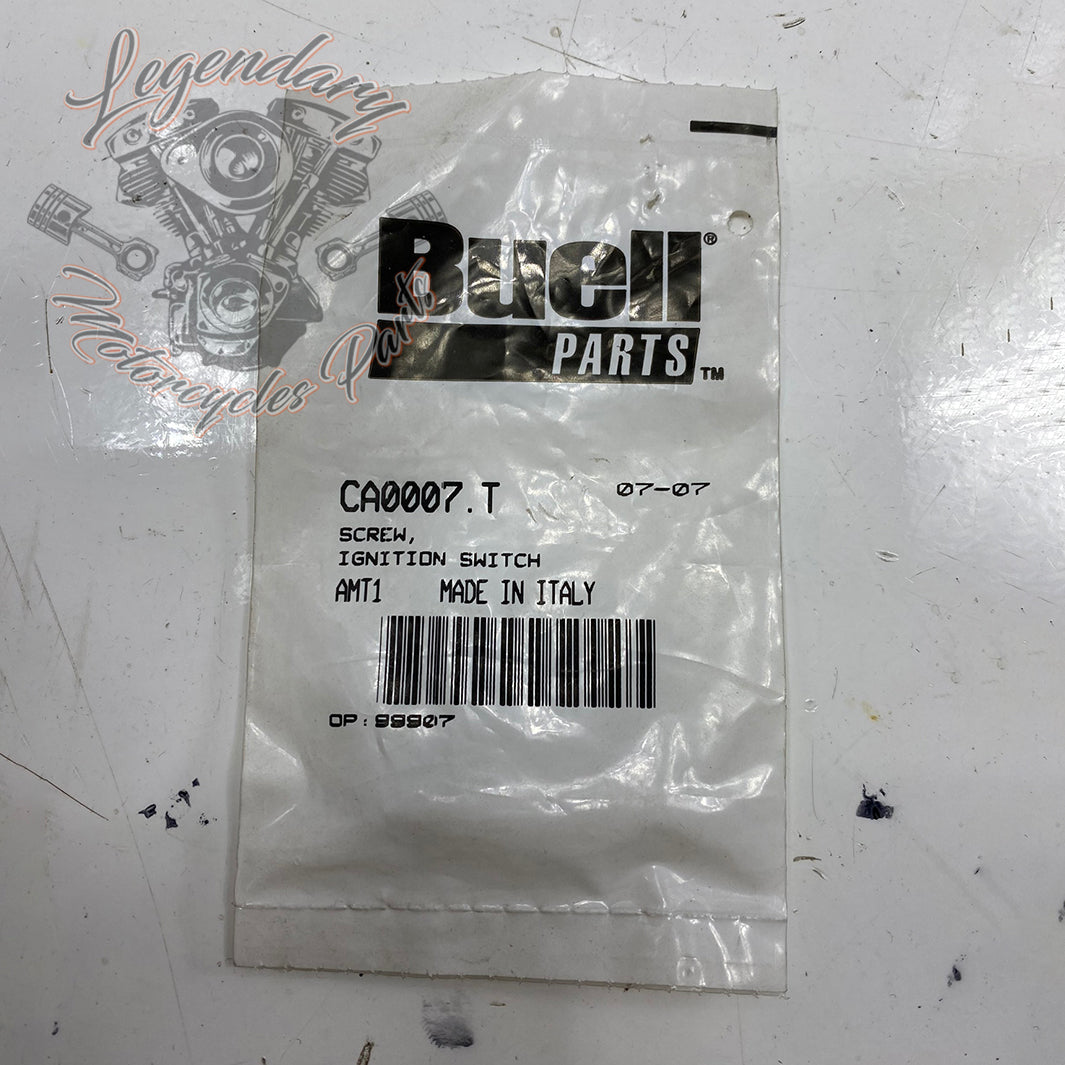 Legendary
Motorcycles Parts
Buell®
PARTS™
CA0007.T 07-07
SCREW,
IGNITION SWITCH
AMT1 MADE IN ITALY
OP:99907